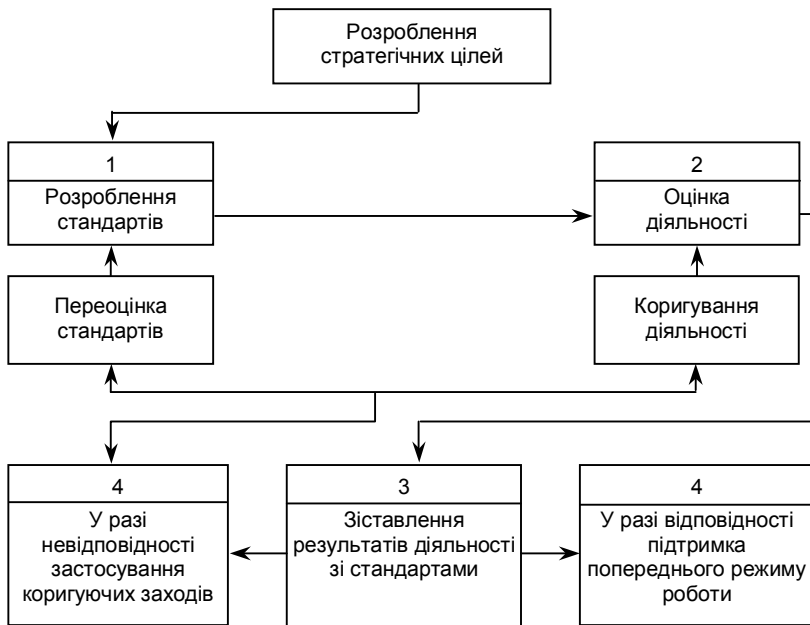 Розроблення
стратегічних цілей
1
Розроблення
стандартів
2
Оцінка
діяльності
Переоцінка
стандартів
Коригування
діяльності
4
У разі
невідповідності
застосування
коригуючих заходів
3
Зіставлення
результатів діяльності
зі стандартами
4
У разі відповідності
підтримка
попереднього режиму
роботи